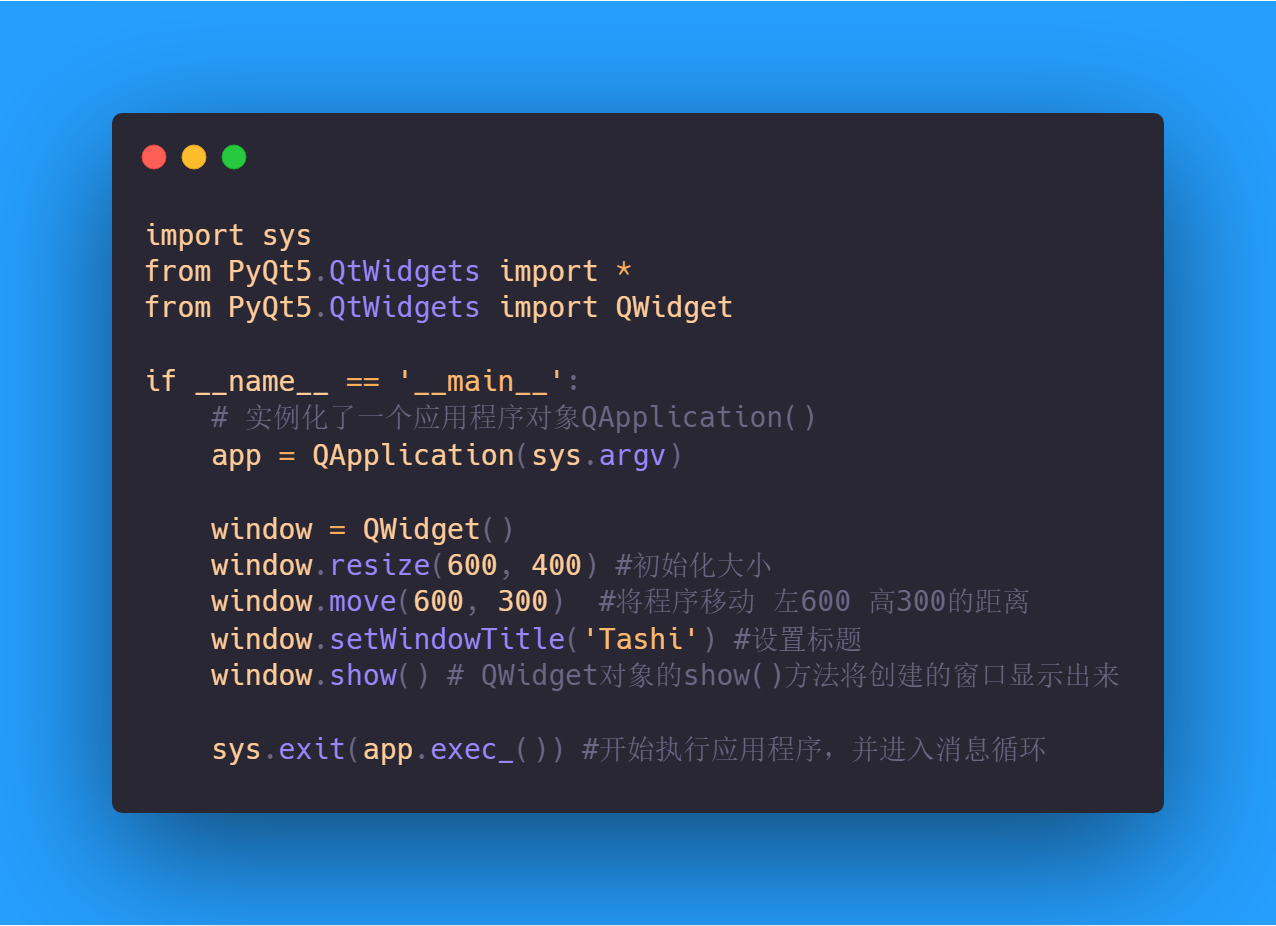 import sys
from PyQt5.QtWidgets import *
from PyQt5.QtWidgets import QWidget

if __name__ == '__main__':
    # 实例化了一个应用程序对象QApplication()
    app = QApplication(sys.argv)

    window = QWidget()
    window.resize(600, 400) #初始化大小
    window.move(600, 300)  #将程序移动 左600 高300的距离
    window.setWindowTitle('Tashi') #设置标题
    window.show() # QWidget对象的show()方法将创建的窗口显示出来

    sys.exit(app.exec_()) #开始执行应用程序，并进入消息循环